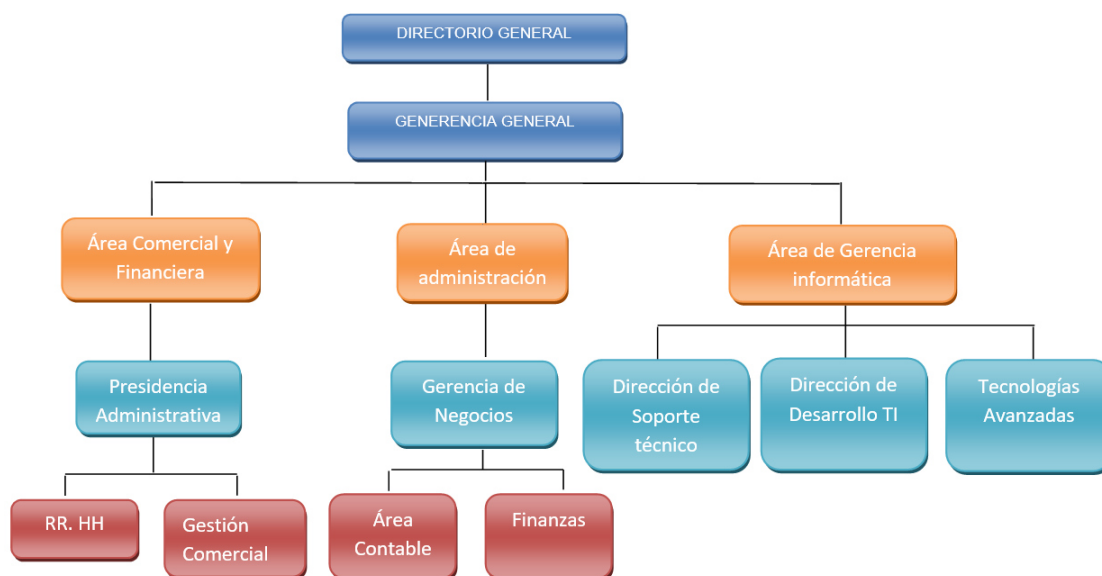 DIRECTORIO GENERAL
GENERENCIA GENERAL
Área Comercial y
Financiera
Área de
administración
Área de Gerencia
informática
Presidencia
Administrativa
Gerencia de
Negocios
Dirección de
Soporte
técnico
Dirección de
Desarrollo TI
Tecnologías
Avanzadas
RR. HH
Gestión
Comercial
Área
Contable
Finanzas